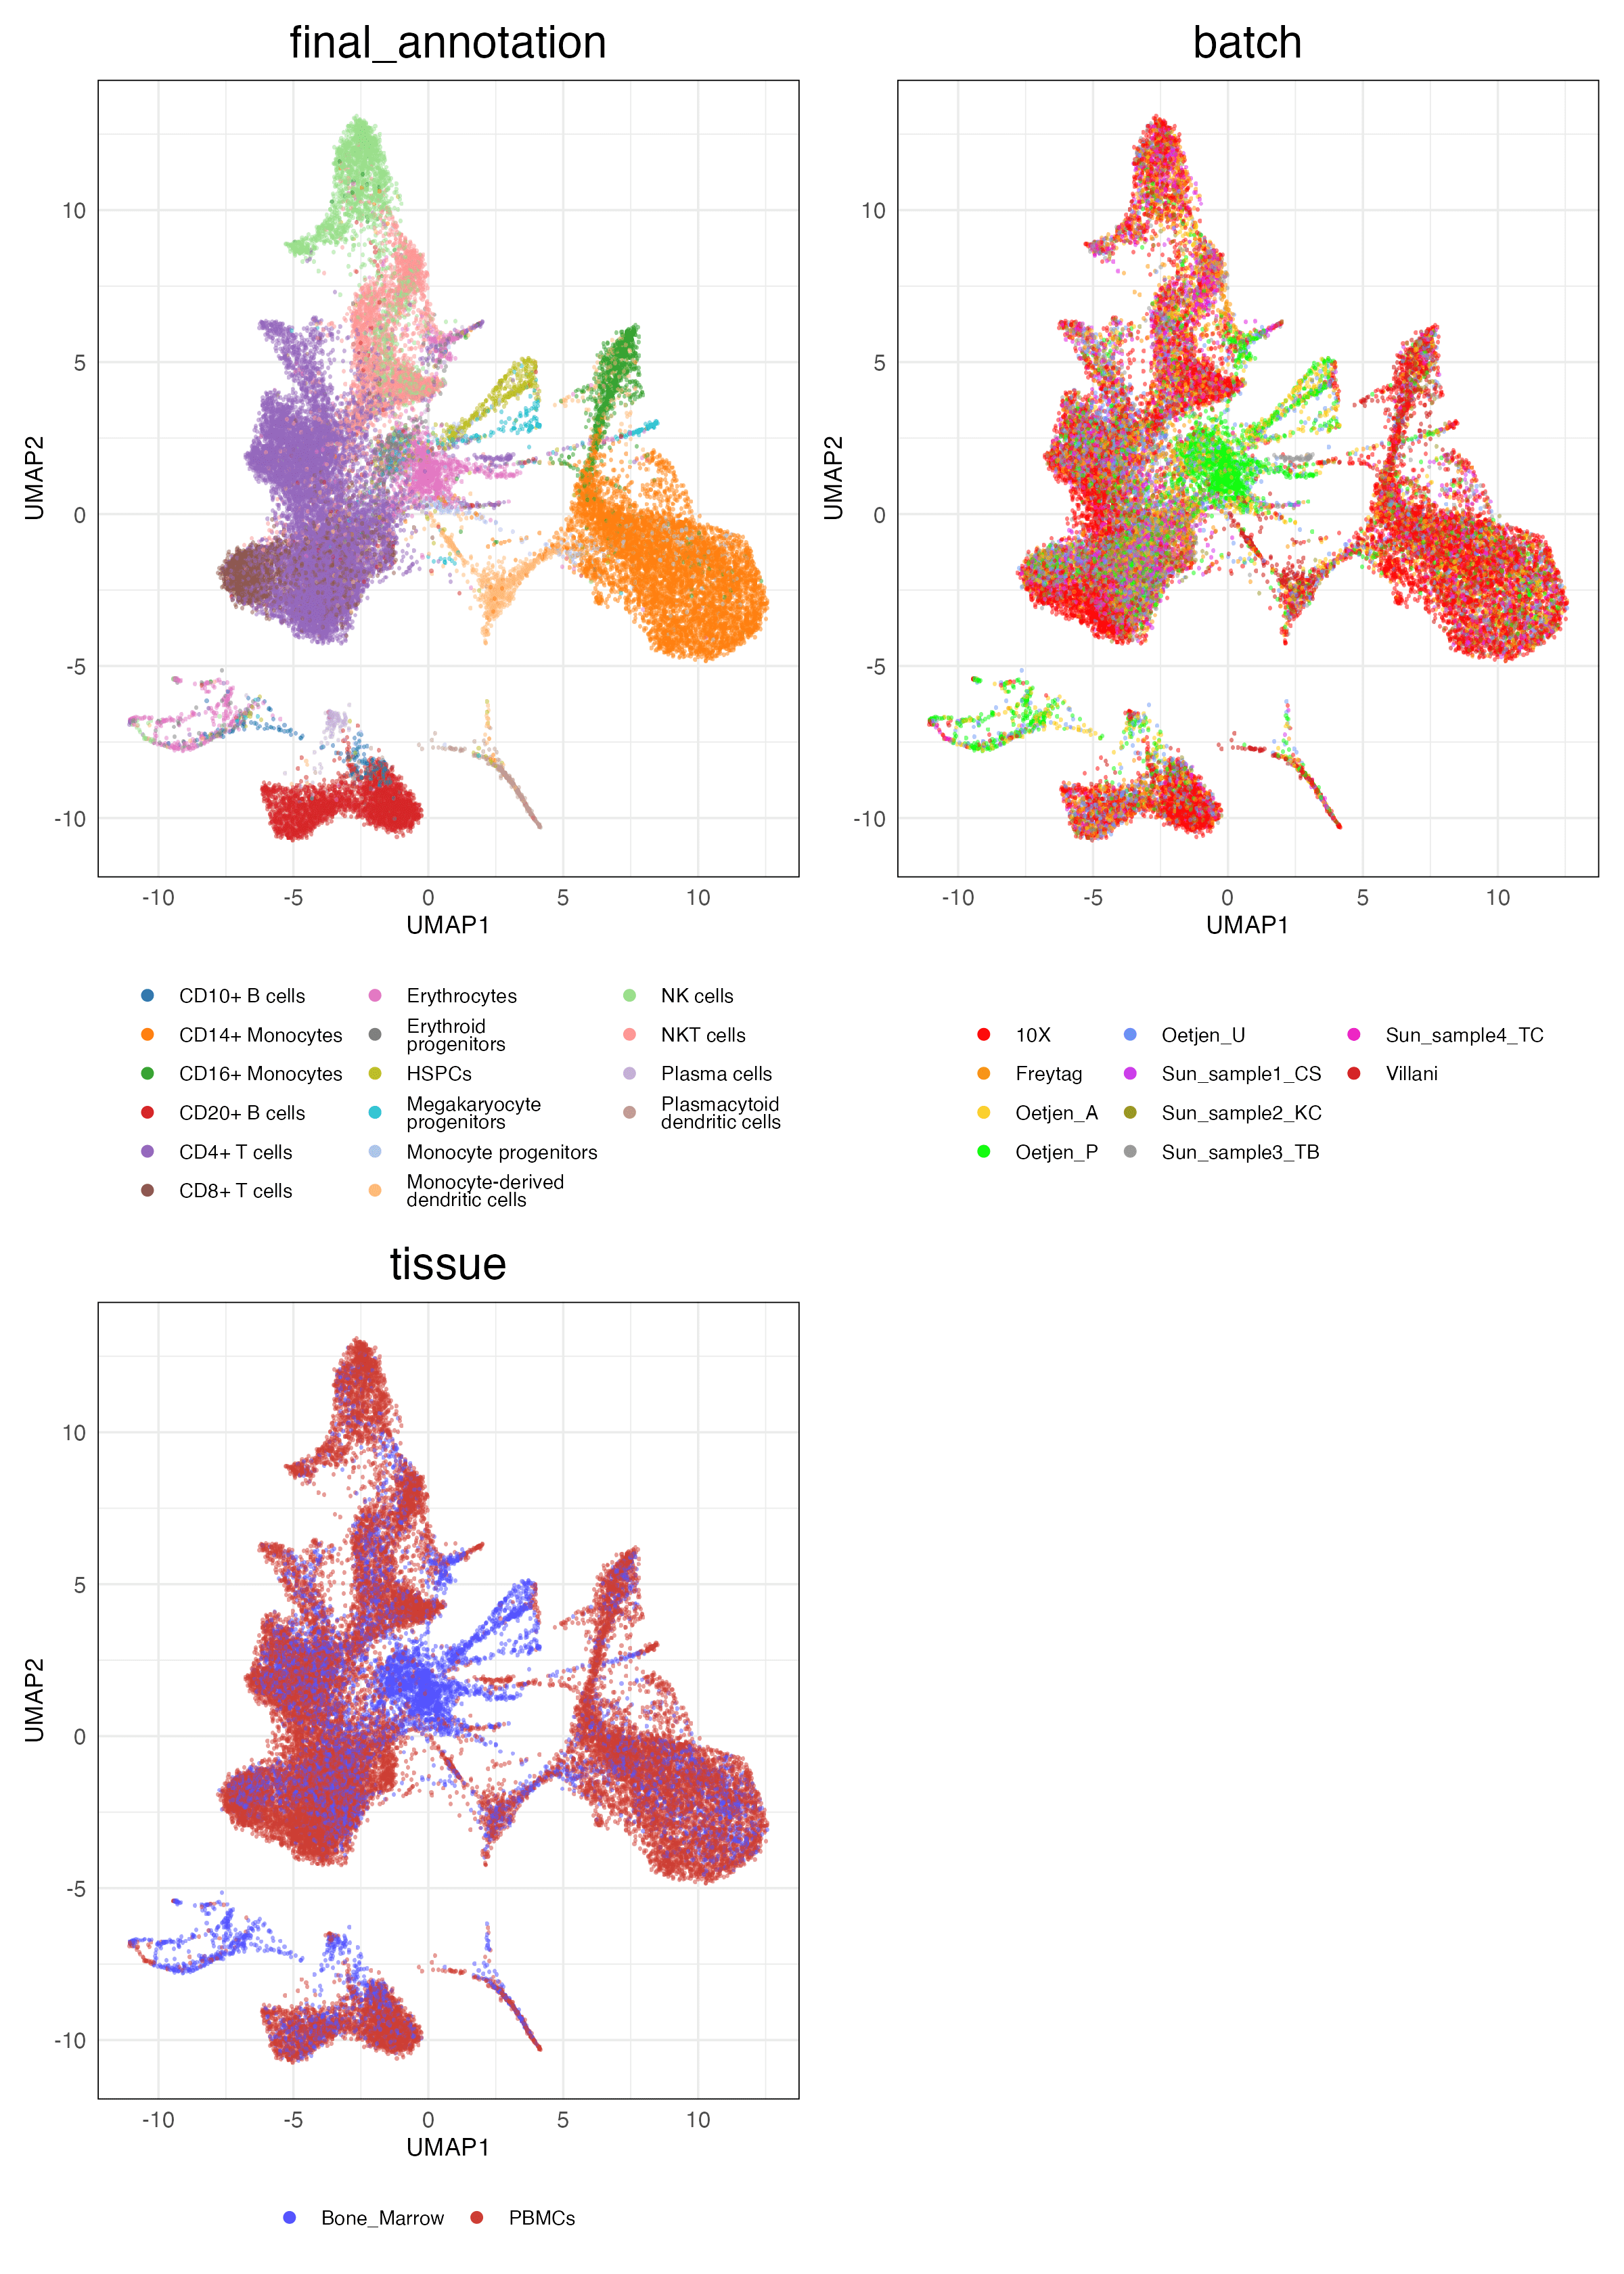 final_annotation
10
5
0
-5
-10
UMAP2
-10
-5
0
5
10
UMAP1
CD10+ B cells
CD14+ Monocytes
CD16+ Monocytes
CD20+ B cells
CD4+ T cells
CD8+ T cells
Erythrocytes
Erythroid
progenitors
HSPCs
Megakaryocyte
progenitors
Monocyte progenitors
Monocyte-derived
dendritic cells
NK cells
NKT cells
Plasma cells
Plasmacytoid
dendritic cells
batch
10
5
0
-5
-10
UMAP2
-10
-5
0
5
10
UMAP1
10X
Freytag
Oetjen_A
Oetjen_P
Oetjen_U
Sun_sample1_CS
Sun_sample2_KC
Sun_sample3_TB
Sun_sample4_TC
Villani
tissue
10
5
0
-5
-10
UMAP2
-10
-5
0
5
10
UMAP1
Bone_Marrow
PBMCs